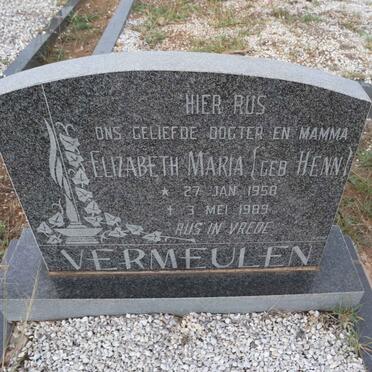 HIER RUS
ONS GELIEFDE DOGTER EN MAMMA
ELIZABETH MARIA [GEB HENN]
* 27 JAN 1958
+ 3 MEI 1989
RUS IN VREDE
VERMEULEN